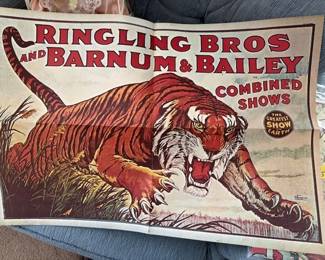 RINGLING BROS
AND BARNUM & BAILEY
COMBINED
SHOWS
THE
GREATEST
SHOW
ON
EARTH